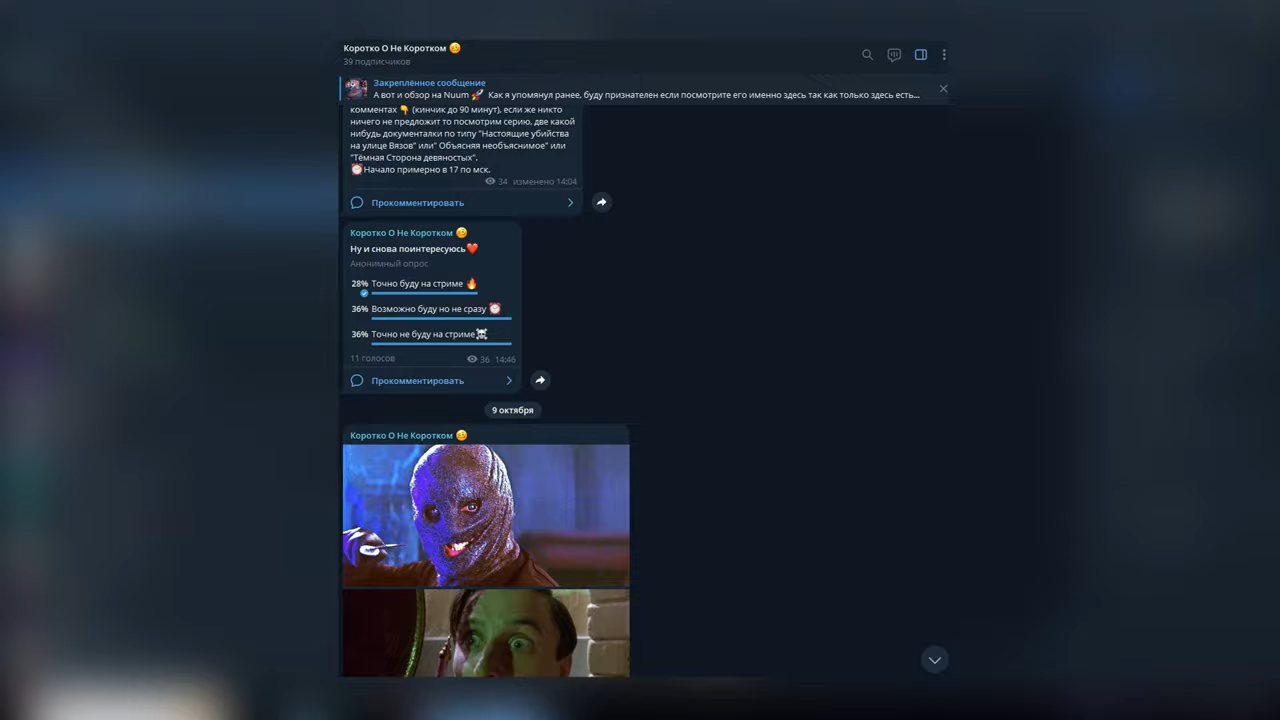 Коротко О Не Коротком
39 подписчиков
Закреплённое сообщение
А вот и обзор на Nuum 🚀 Как я упомянул ранее, буду признателен если посмотрите его именно здесь так как только здесь есть...
комментах 👇 (кинчик до 90 минут), если же никто
ничего не предложит то посмотрим серию, две какой
нибудь документалки по типу "Настоящие убийства
на улице Вязов" или" Объясняя необъяснимое" или
"Тёмная Сторона девяностых".
⏰Начало примерно в 17 по мск.
34 изменено 14:04
Прокомментировать
Коротко О Не Коротком
Ну и снова поинтересуюсь❤️
Анонимный опрос
28% Точно буду на стриме 🔥
36% Возможно буду но не сразу ⏰
36% Точно не буду на стриме☠️
11 голосов 36 14:46
Прокомментировать
9 октября
Коротко О Не Коротком